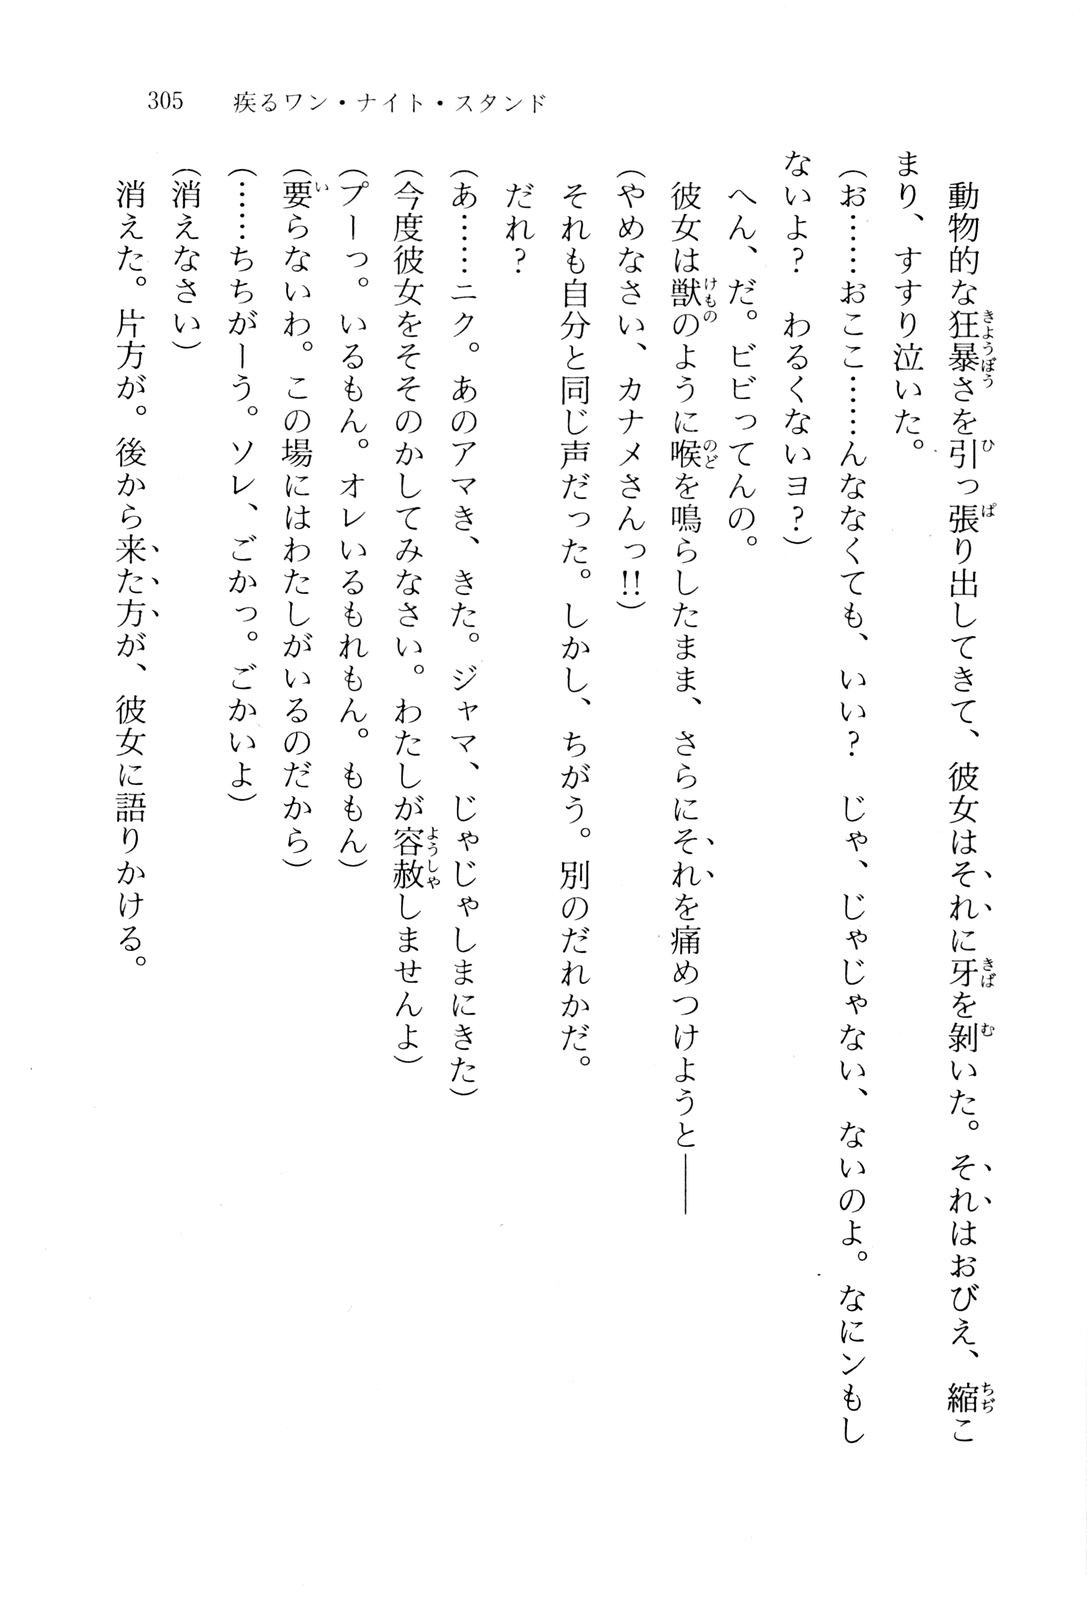 305　疾るワン・ナイト・スタンド
　動物的な狂暴さを引っ張り出してきて、彼女はそれに牙を剝いた。それはおびえ、縮こ
まり、すすり泣いた。
（お……おここ……んななくても、いい？　じゃ、じゃじゃない、ないのよ。なにンもし
ないよ？　わるくないヨ？）
　へん、だ。ビビってんの。
　彼女は獣のように喉を鳴らしたまま、さらにそれを痛めつけようと――
（やめなさい、カナメさんっ!!）
　それも自分と同じ声だった。しかし、ちがう。別のだれかだ。
　だれ？
（あ……ニク。あのアマき、きた。ジャマ、じゃじゃしまにきた）
（今度彼女をそそのかしてみなさい。わたしが容赦しませんよ）
（プーっ。いるもん。オレいるもれもん。ももん）
（要らないわ。この場にはわたしがいるのだから）
（……ちちがーう。ソレ、ごかっ。ごかいよ）
（消えなさい）
　消えた。片方が。後から来た方が、彼女に語りかける。